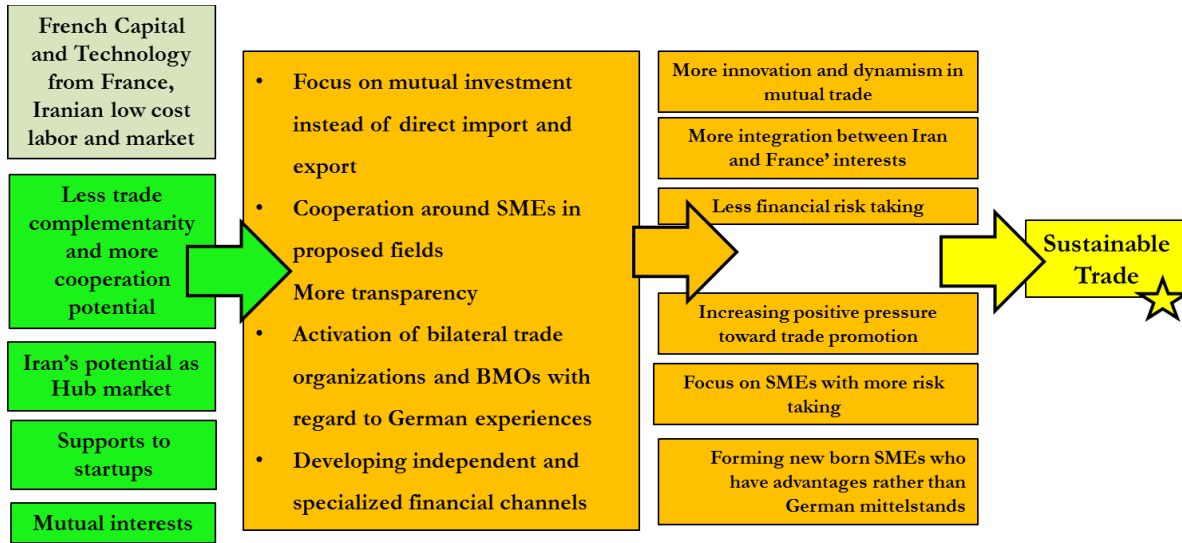 French Capital
and Technology
from France,
Iranian low cost
labor and market
Less trade
complementarity
and more
cooperation
potential
Iran's potential as
Hub market
Supports to
startups
Mutual interests
• Focus on mutual investment
instead of direct import and
export
• Cooperation around SMEs in
proposed fields
More transparency
• Activation of bilateral trade
organizations and BMOs with
regard to German experiences
• Developing independent and
specialized financial channels
More innovation and dynamism in
mutual trade
More integration between Iran
and France' interests
Less financial risk taking
Increasing positive pressure
toward trade promotion
Focus on SMEs with more risk
taking
Forming new born SMEs who
have advantages rather than
German mittelstands
Sustainable
Trade